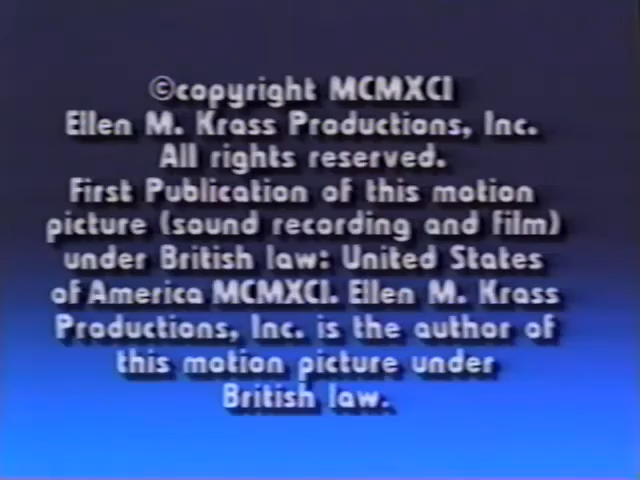 ©copyright MCMXCI
Ellen M. Krass Productions, Inc.
All rights reserved.
First Publication of this motion
picture (sound recording and film)
under British law: United States
of America MCMXCI. Ellen M. Krass
Productions, Inc. is the author of
this motion picture under
British law.